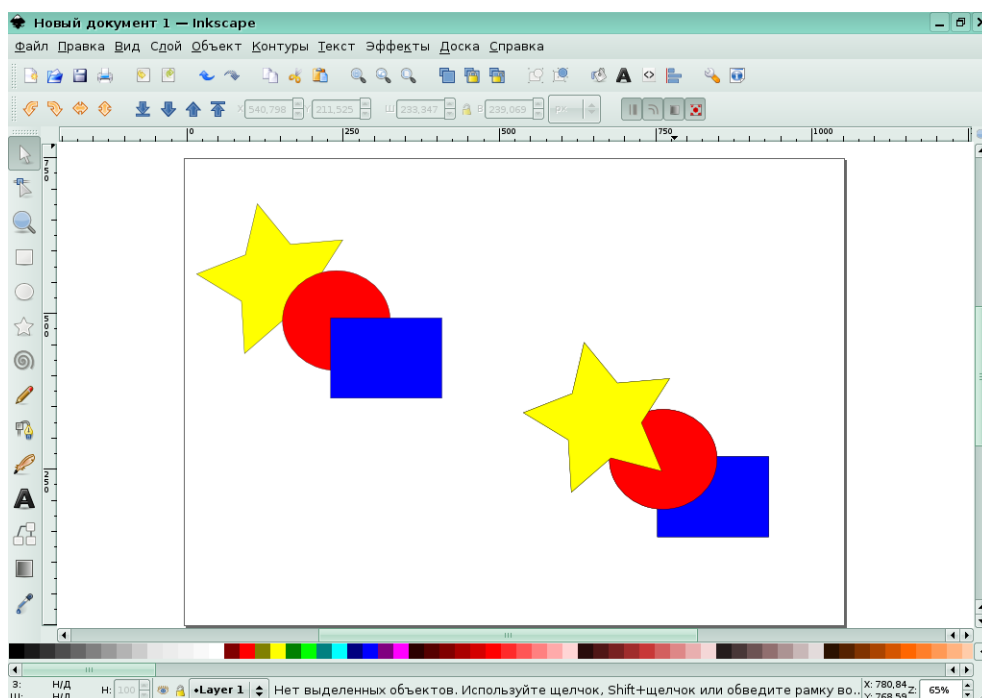 Новый документ 1 — Inkscape
Файл Правка Вид Слой Объект Контуры Текст Эффекты Доска Справка
X 540,798 Y 211,525 Ш 233,347 В 239,069 px
0 250 500 750 1000
750
500
250
З: Н/Д
Ш: Н/Д
Н: 100
•Layer 1
Нет выделенных объектов. Используйте щелчок, Shift+щелчок или обведите рамку во..
X: 780,84
Y: 768,59
Z: 65%